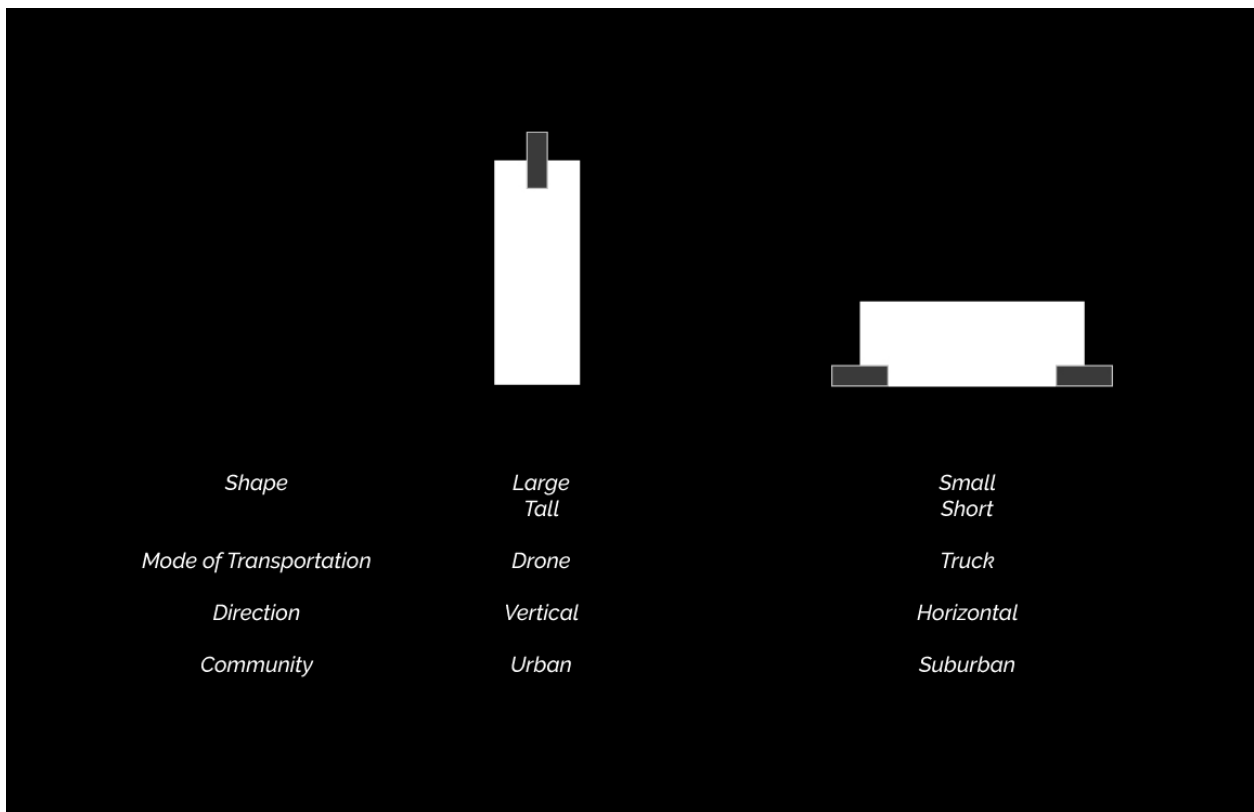 Shape Large Small
Tall Short
Mode of Transportation Drone Truck
Direction Vertical Horizontal
Community Urban Suburban